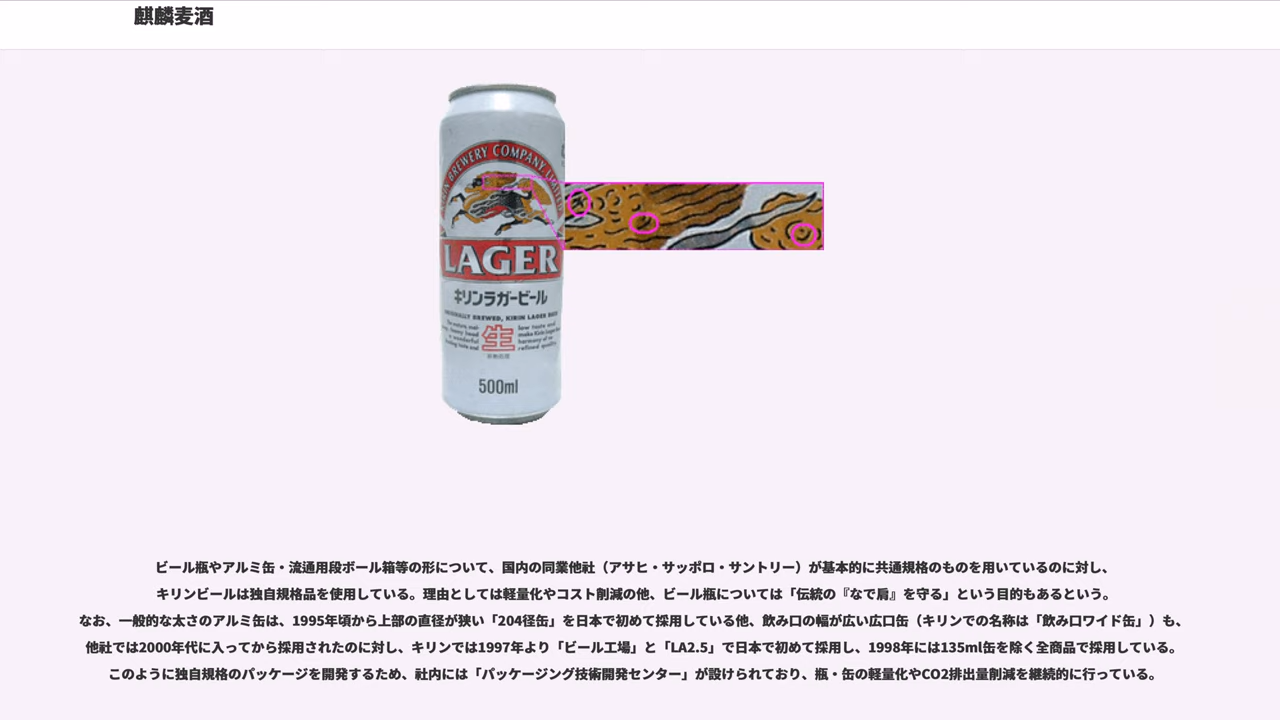 麒麟麦酒
BREWERY COMPANY
LAGER
キリンラガービール
BREWED, KIRIN LAGER BEER
生
500ml
ビール瓶やアルミ缶・流通用段ボール箱等の形について、国内の同業他社（アサヒ・サッポロ・サントリー）が基本的に共通規格のものを用いているのに対し、
キリンビールは独自規格品を使用している。理由としては軽量化やコスト削減の他、ビール瓶については「伝統の『なで肩』を守る」という目的もあるという。
なお、一般的な太さのアルミ缶は、1995年頃から上部の直径が狭い「204径缶」を日本で初めて採用している他、飲み口の幅が広い広口缶（キリンでの名称は「飲み口ワイド缶」）も、
他社では2000年代に入ってから採用されたのに対し、キリンでは1997年より「ビール工場」と「LA2.5」で日本で初めて採用し、1998年には135ml缶を除く全商品で採用している。
このように独自規格のパッケージを開発するため、社内には「パッケージング技術開発センター」が設けられており、瓶・缶の軽量化やCO2排出量削減を継続的に行っている。